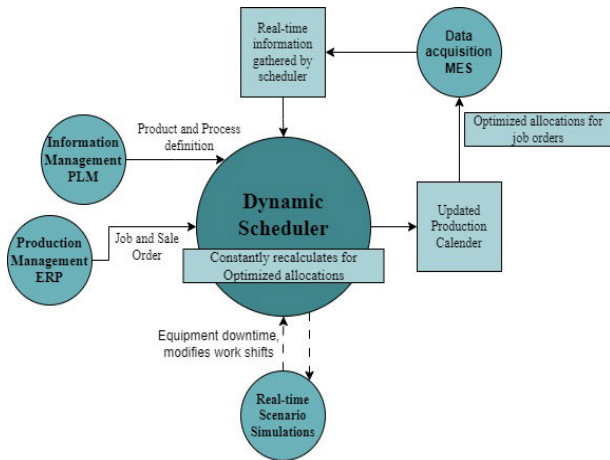 Real-time
information
gathered by
scheduler
Data
acquisition
MES
Optimized allocations for
job orders
Product and Process
definition
Information
Management
PLM
Dynamic
Scheduler
Constantly recalculates for
Optimized allocations
Updated
Production
Calender
Job and Sale
Order
Production
Management
ERP
Equipment downtime,
modifies work shifts
Real-time
Scenario
Simulations